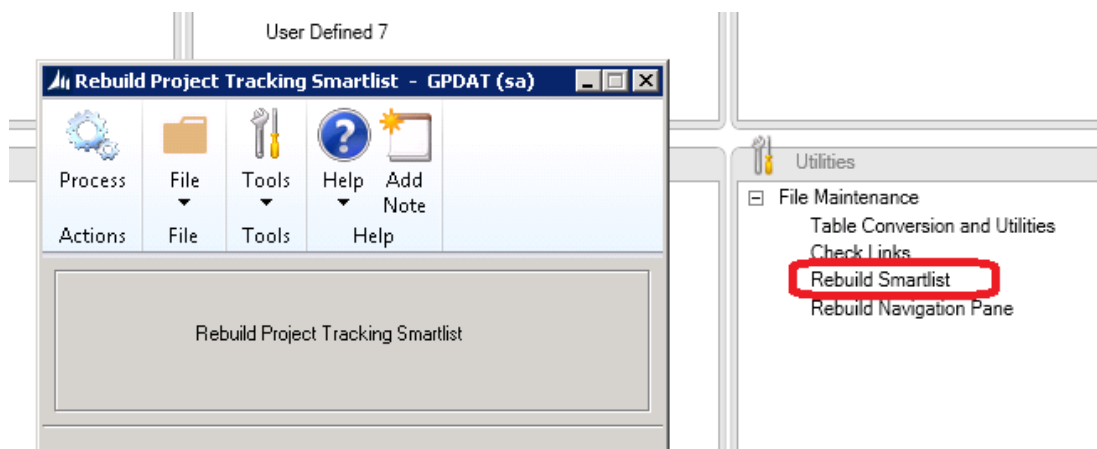 User Defined 7
Rebuild Project Tracking Smartlist - GPDAT (sa)
Process
File
Tools
Help
Add
Note
Actions
File
Tools
Help
Rebuild Project Tracking Smartlist
Utilities
File Maintenance
Table Conversion and Utilities
Check Links
Rebuild Smartlist
Rebuild Navigation Pane